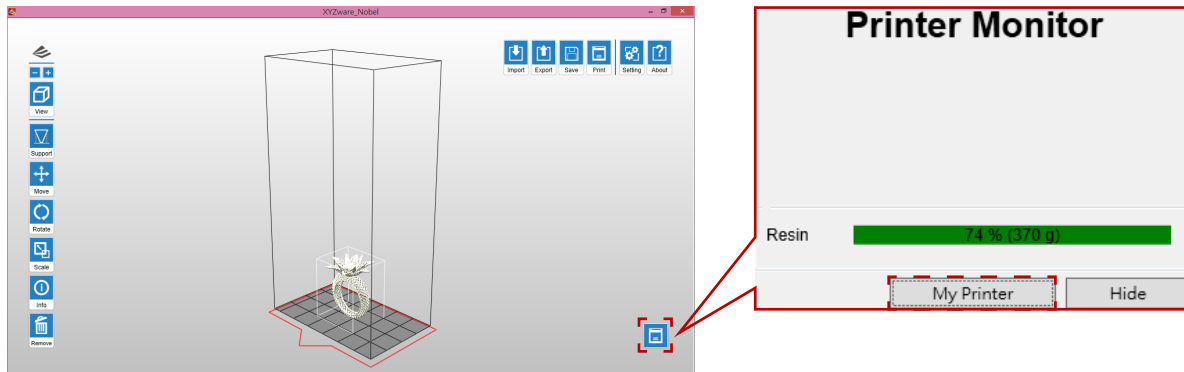 XYZware_Nobel
Import Export Save Print Setting About
View
Support
Move
Rotate
Scale
Info
Remove
Printer Monitor
Resin 74 % (370 g)
My Printer Hide